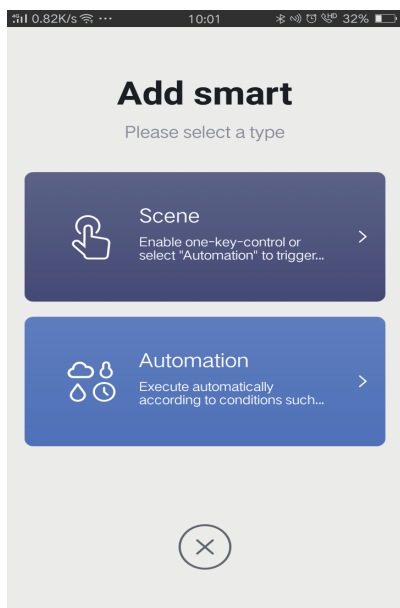 4G 0.82K/s ... 10:01 32%
Add smart
Please select a type
Scene
Enable one-key-control or
select "Automation" to trigger...
Automation
Execute automatically
according to conditions such...